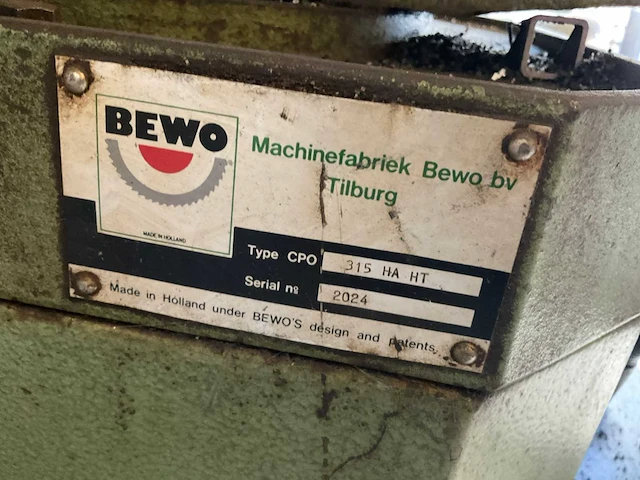 BEWO
MADE IN HOLLAND
Machinefabriek Bewo bv
Tilburg
Type CPO 315 HA HT
Serial nº 2024
Made in Holland under BEWO'S design and patents.